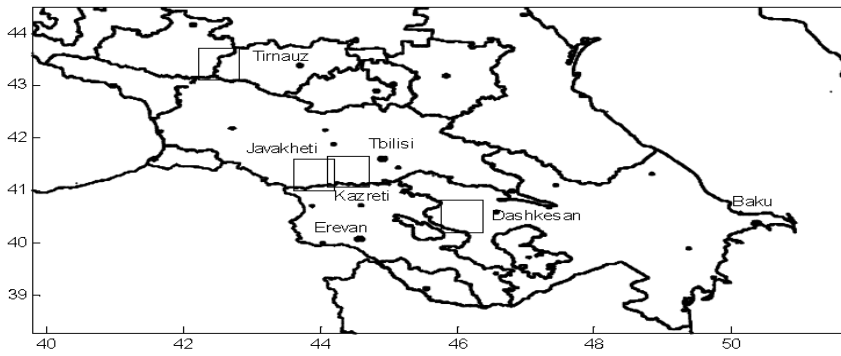 44
Tirnauz
43
42
Javakheti
Tbilisi
41
Kazreti
Baku
Dashkesan
Erevan
40
39
40
42
44
46
48
50